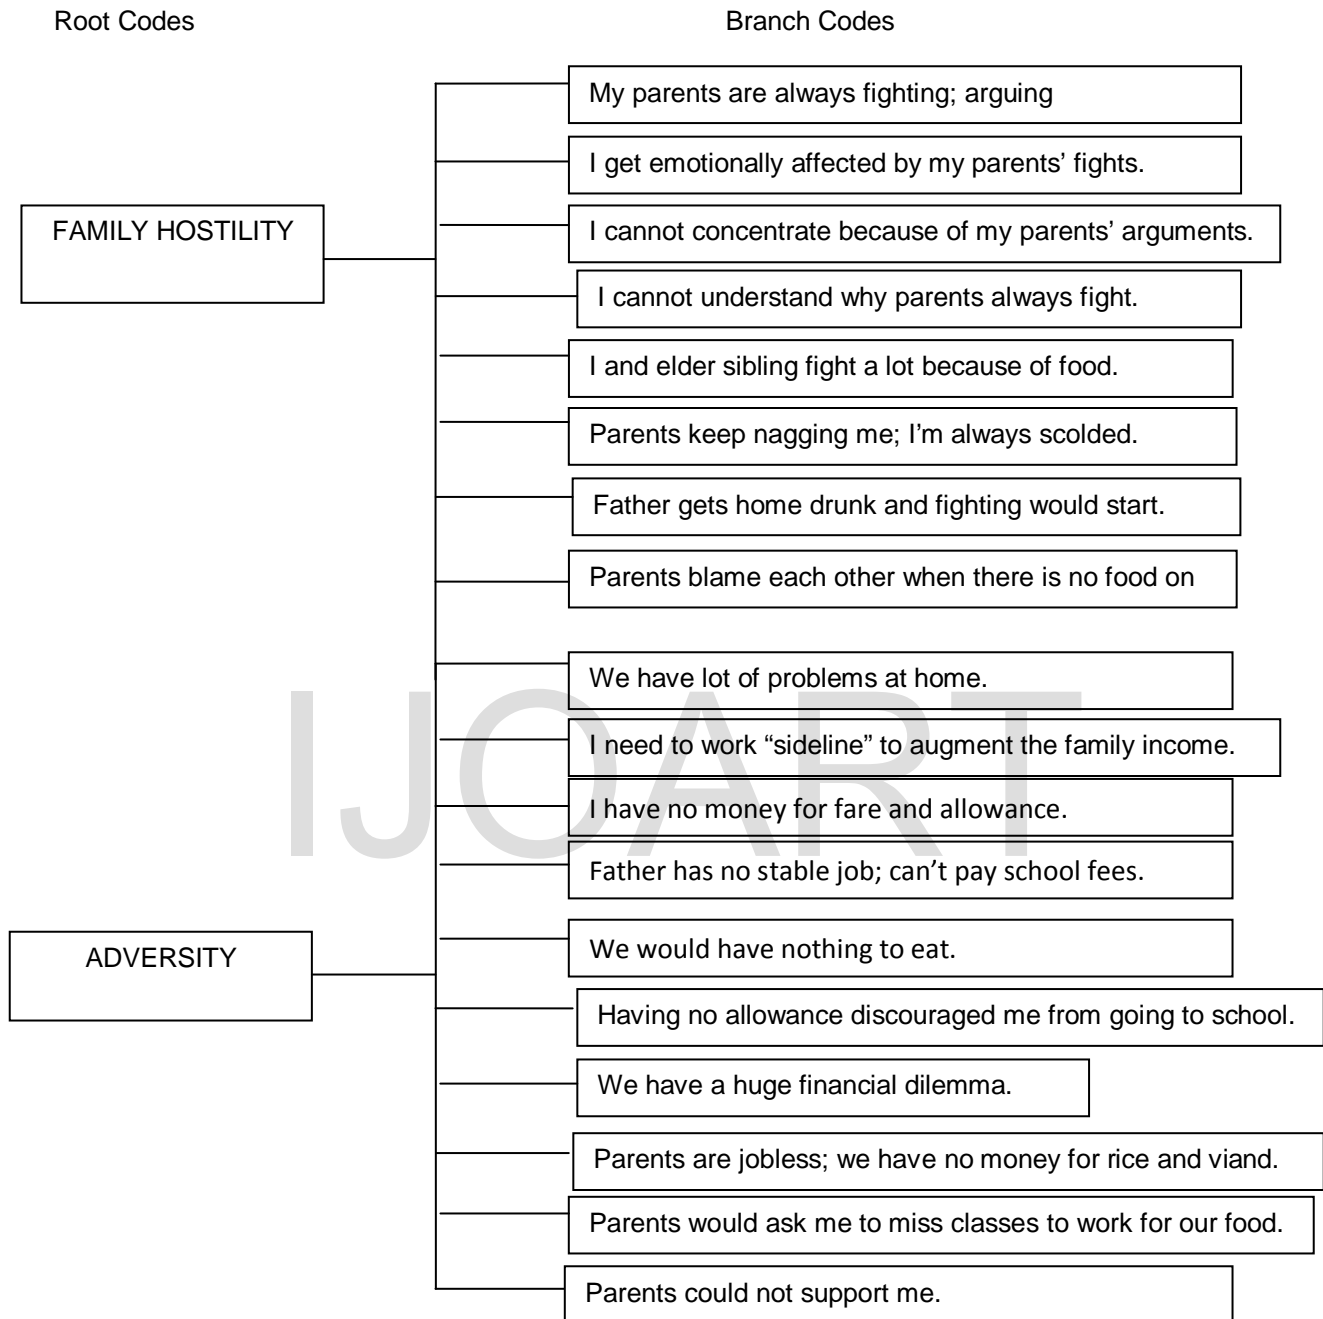 Root Codes
Branch Codes
My parents are always fighting; arguing
I get emotionally affected by my parents’ fights.
FAMILY HOSTILITY
I cannot concentrate because of my parents’ arguments.
I cannot understand why parents always fight.
I and elder sibling fight a lot because of food.
Parents keep nagging me; I’m always scolded.
Father gets home drunk and fighting would start.
Parents blame each other when there is no food on
We have lot of problems at home.
I need to work “sideline” to augment the family income.
I have no money for fare and allowance.
IJOART
Father has no stable job; can’t pay school fees.
We would have nothing to eat.
ADVERSITY
Having no allowance discouraged me from going to school.
We have a huge financial dilemma.
Parents are jobless; we have no money for rice and viand.
Parents would ask me to miss classes to work for our food.
Parents could not support me.